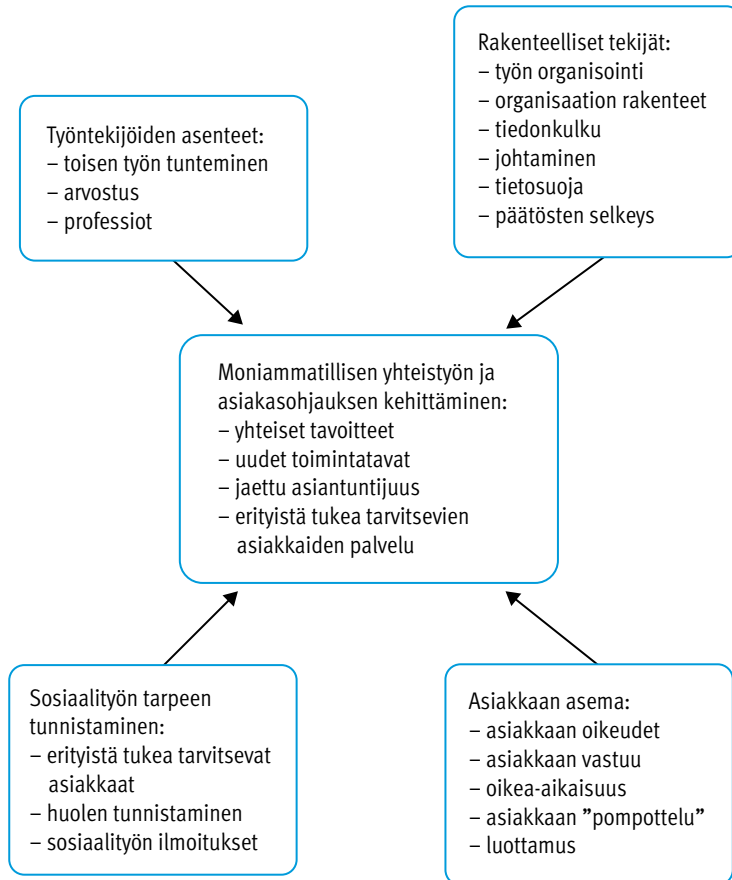 Työntekijöiden asenteet:
– toisen työn tunteminen
– arvostus
– professiot
Rakenteelliset tekijät:
– työn organisointi
– organisaation rakenteet
– tiedonkulku
– johtaminen
– tietosuoja
– päätösten selkeys
Moniammatillisen yhteistyön ja
asiakasohjauksen kehittäminen:
– yhteiset tavoitteet
– uudet toimintatavat
– jaettu asiantuntijuus
– erityistä tukea tarvitsevien
asiakkaiden palvelu
Sosiaalityön tarpeen
tunnistaminen:
– erityistä tukea tarvitsevat
asiakkaat
– huolen tunnistaminen
– sosiaalityön ilmoitukset
Asiakkaan asema:
– asiakkaan oikeudet
– asiakkaan vastuu
– oikea-aikaisuus
– asiakkaan ”pompottelu”
– luottamus